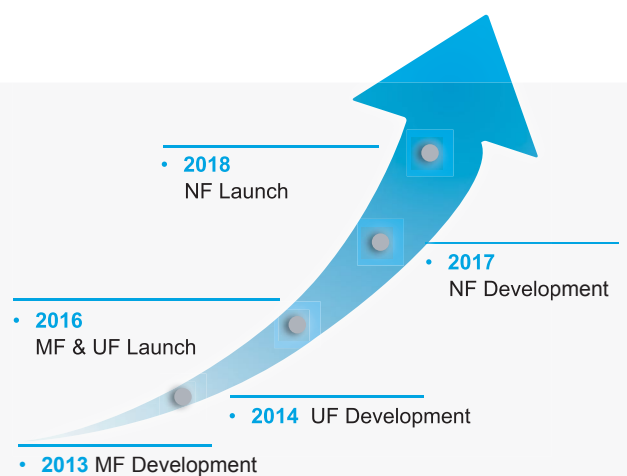 • 2018
NF Launch
• 2017
NF Development
• 2016
MF & UF Launch
• 2014 UF Development
• 2013 MF Development